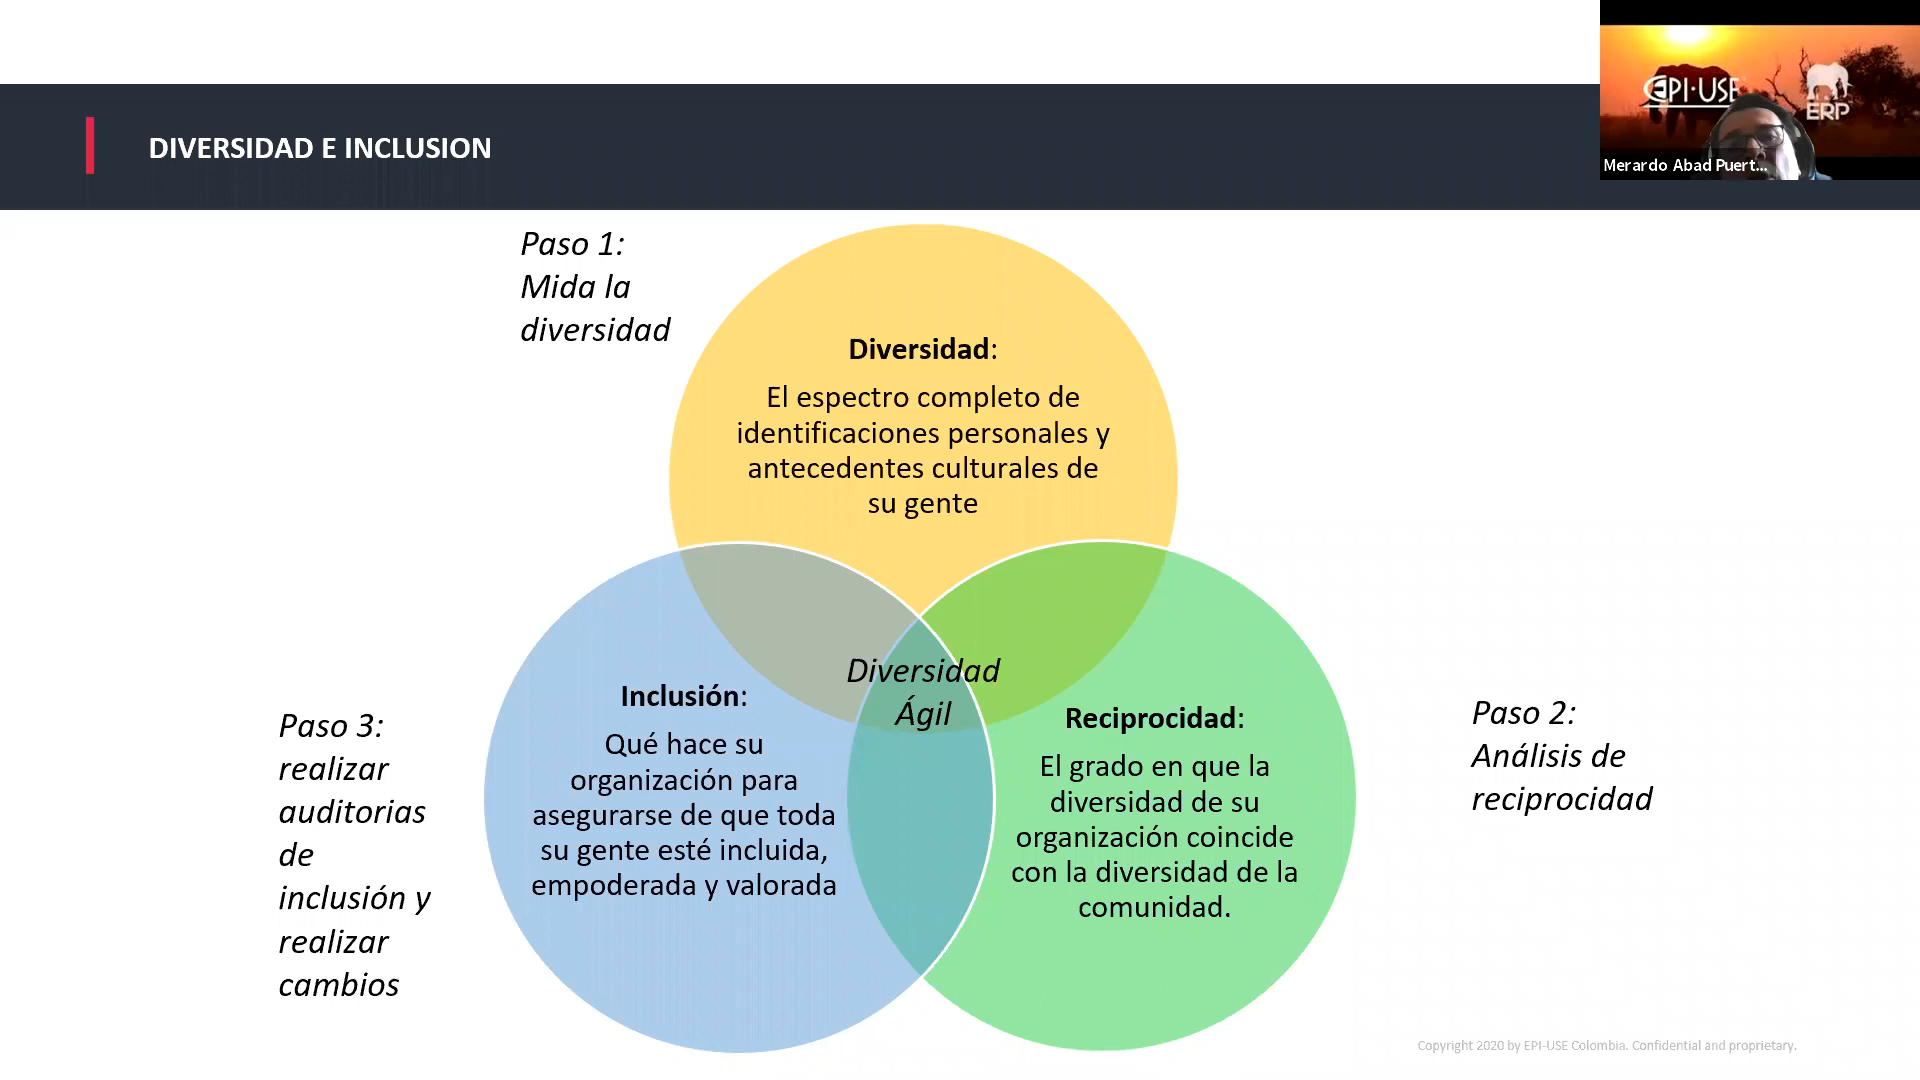 EPI·USE
ERP
Merardo Abad Puert...
DIVERSIDAD E INCLUSION
Paso 1:
Mida la
diversidad
Diversidad:
El espectro completo de
identificaciones personales y
antecedentes culturales de
su gente
Diversidad
Ágil
Inclusión:
Qué hace su
organización para
asegurarse de que toda
su gente esté incluida,
empoderada y valorada
Reciprocidad:
El grado en que la
diversidad de su
organización coincide
con la diversidad de la
comunidad.
Paso 2:
Análisis de
reciprocidad
Paso 3:
realizar
auditorias
de
inclusión y
realizar
cambios
Copyright 2020 by EPI-USE Colombia. Confidential and proprietary.